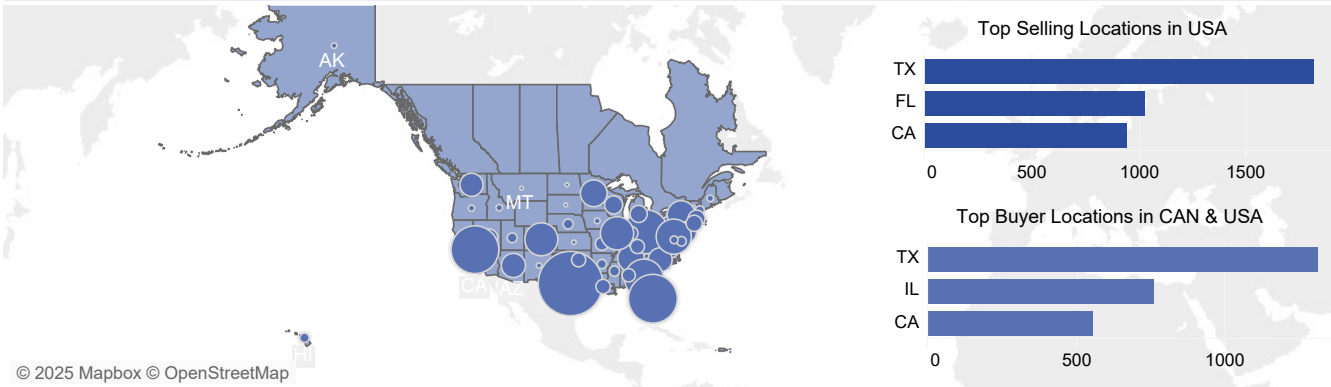 AK
MT
CA
AZ
HI
© 2025 Mapbox © OpenStreetMap
Top Selling Locations in USA
TX
FL
CA
0 500 1000 1500
Top Buyer Locations in CAN & USA
TX
IL
CA
0 500 1000